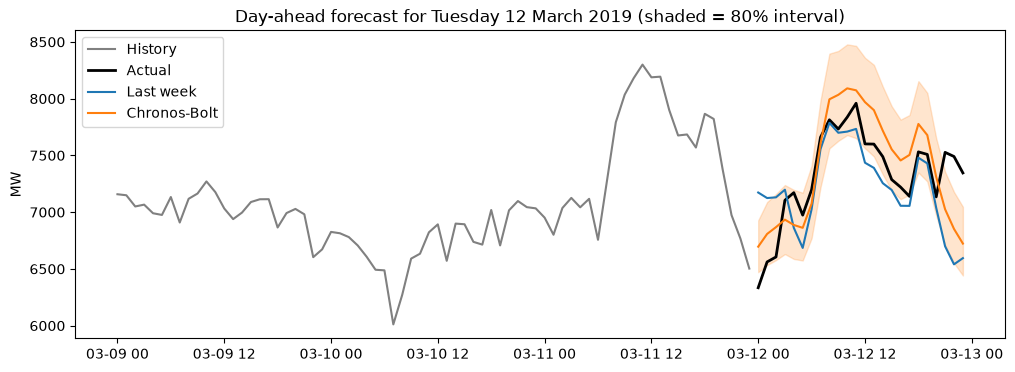 Day-ahead forecast for Tuesday 12 March 2019 (shaded = 80% interval)
History
Actual
Last week
Chronos-Bolt
MW
8500
8000
7500
7000
6500
6000
03-09 00
03-09 12
03-10 00
03-10 12
03-11 00
03-11 12
03-12 00
03-12 12
03-13 00